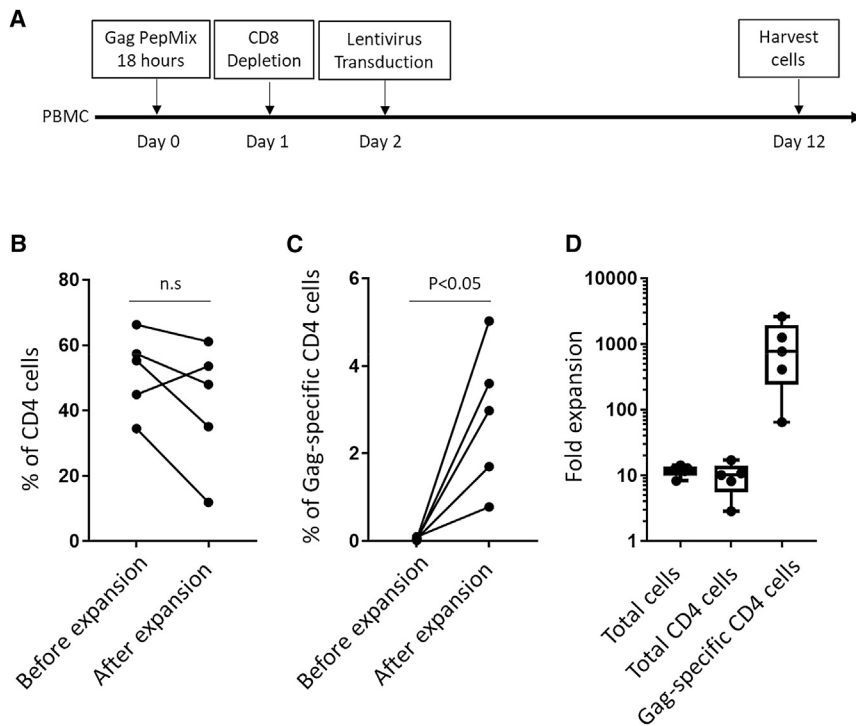 A
Gag PepMix
18 hours
CD8
Depletion
Lentivirus
Transduction
Harvest
cells
PBMC
Day 0
Day 1
Day 2
Day 12
B
% of CD4 cells
80
60
40
20
0
n.s
Before expansion
After expansion
C
% of Gag-specific CD4 cells
6
4
2
0
P<0.05
Before expansion
After expansion
D
Fold expansion
10000
1000
100
10
1
Total cells
Total CD4 cells
Gag-specific CD4 cells